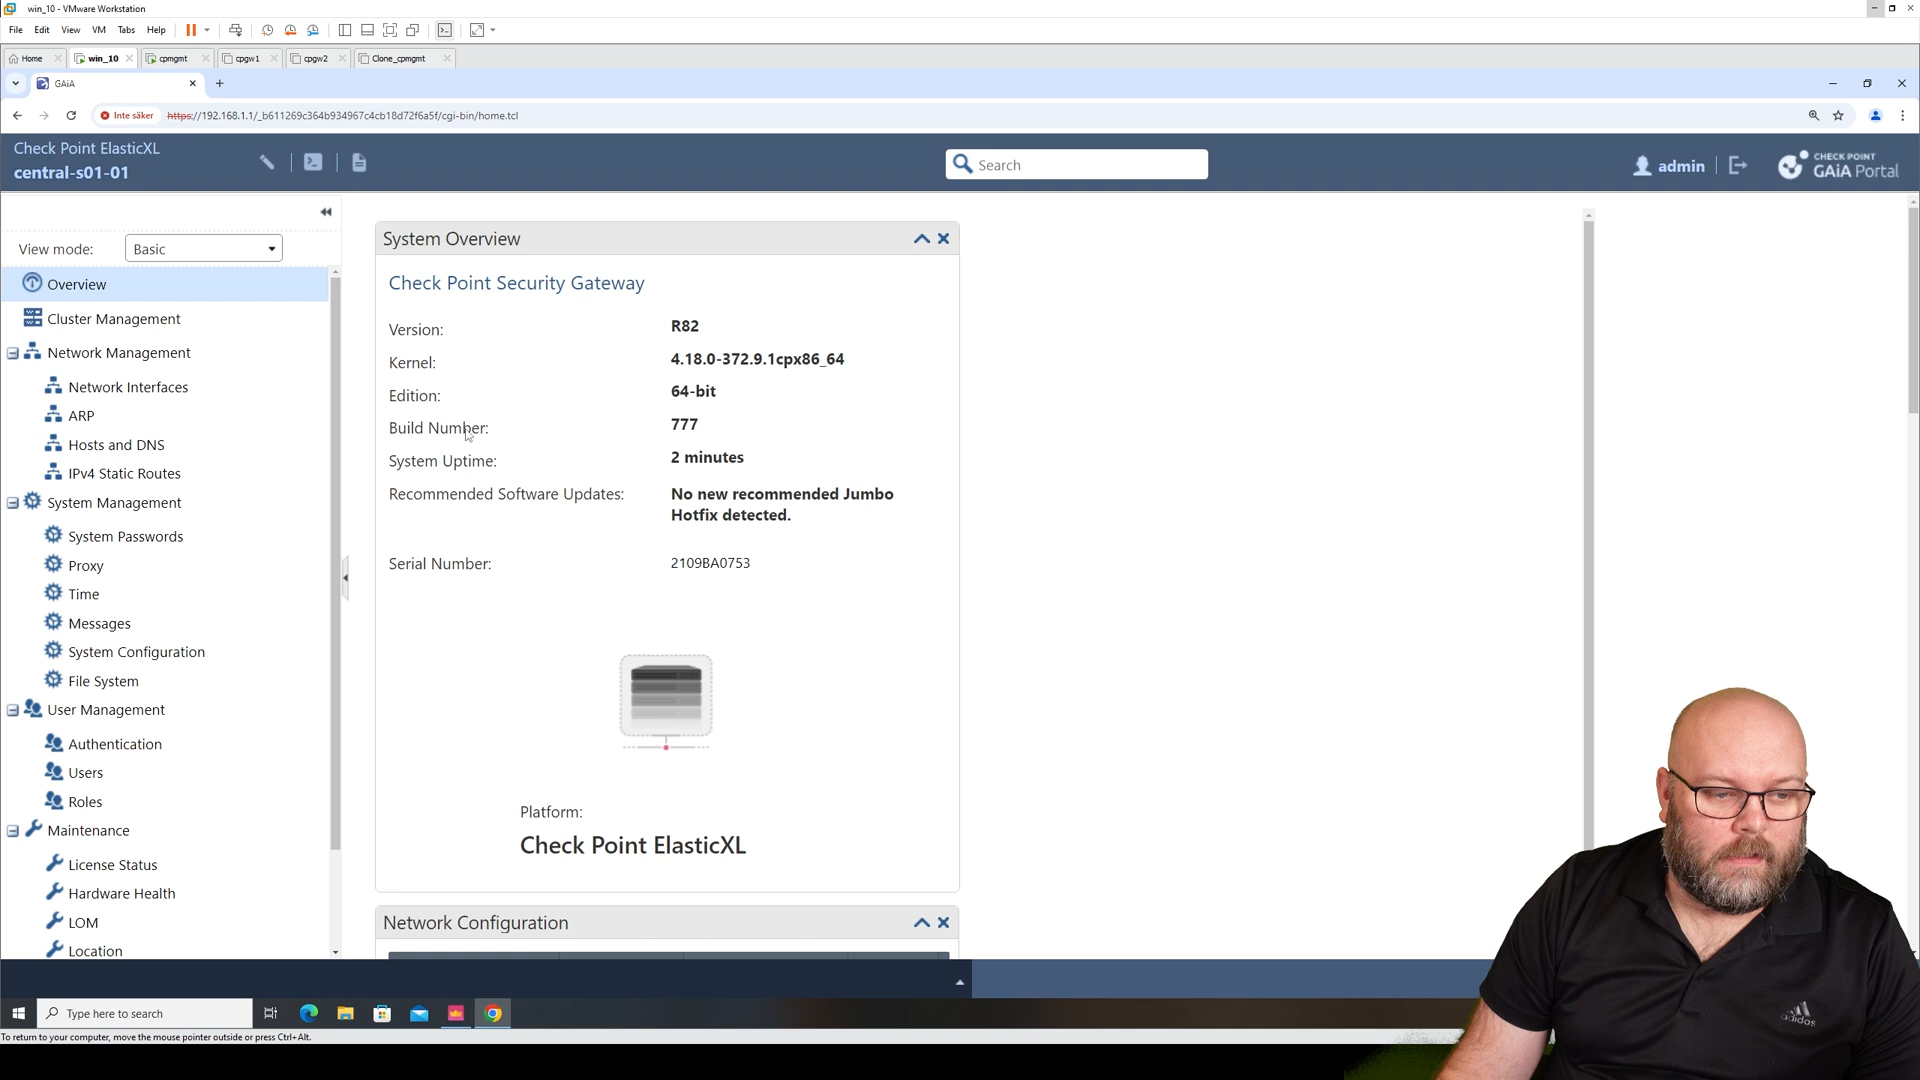 win_10 - VMware Workstation
File Edit View VM Tabs Help
Home win_10 cpmgmt cpgw1 cpgw2 Clone_cpmgmt
GAiA
Inte säker https://192.168.1.1/_b611269c364b934967c4cb18d72f6a5f/cgi-bin/home.tcl
Check Point ElasticXL
central-s01-01
Search
admin
CHECK POINT
GAiA Portal
View mode: Basic
Overview
Cluster Management
Network Management
Network Interfaces
ARP
Hosts and DNS
IPv4 Static Routes
System Management
System Passwords
Proxy
Time
Messages
System Configuration
File System
User Management
Authentication
Users
Roles
Maintenance
License Status
Hardware Health
LOM
Location
System Overview
Check Point Security Gateway
Version: R82
Kernel: 4.18.0-372.9.1cpx86_64
Edition: 64-bit
Build Number: 777
System Uptime: 2 minutes
Recommended Software Updates: No new recommended Jumbo
Hotfix detected.
Serial Number: 2109BA0753
Platform:
Check Point ElasticXL
Network Configuration
Type here to search
To return to your computer, move the mouse pointer outside or press Ctrl+Alt.
adidas